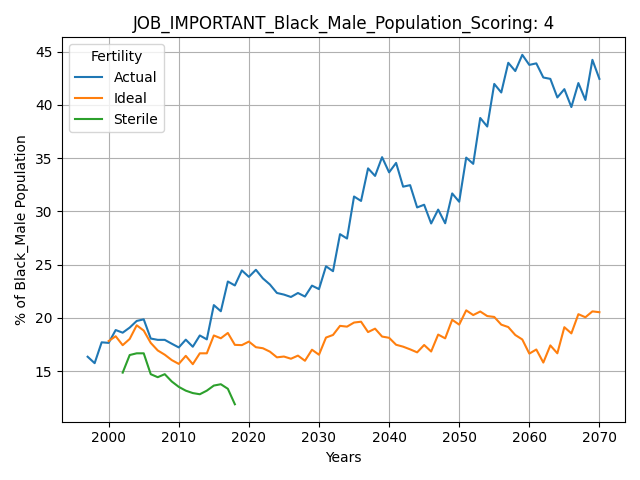 JOB_IMPORTANT_Black_Male_Population_Scoring: 4
Fertility
Actual
Ideal
Sterile
% of Black_Male Population
45
40
35
30
25
20
15
2000 2010 2020 2030 2040 2050 2060 2070
Years